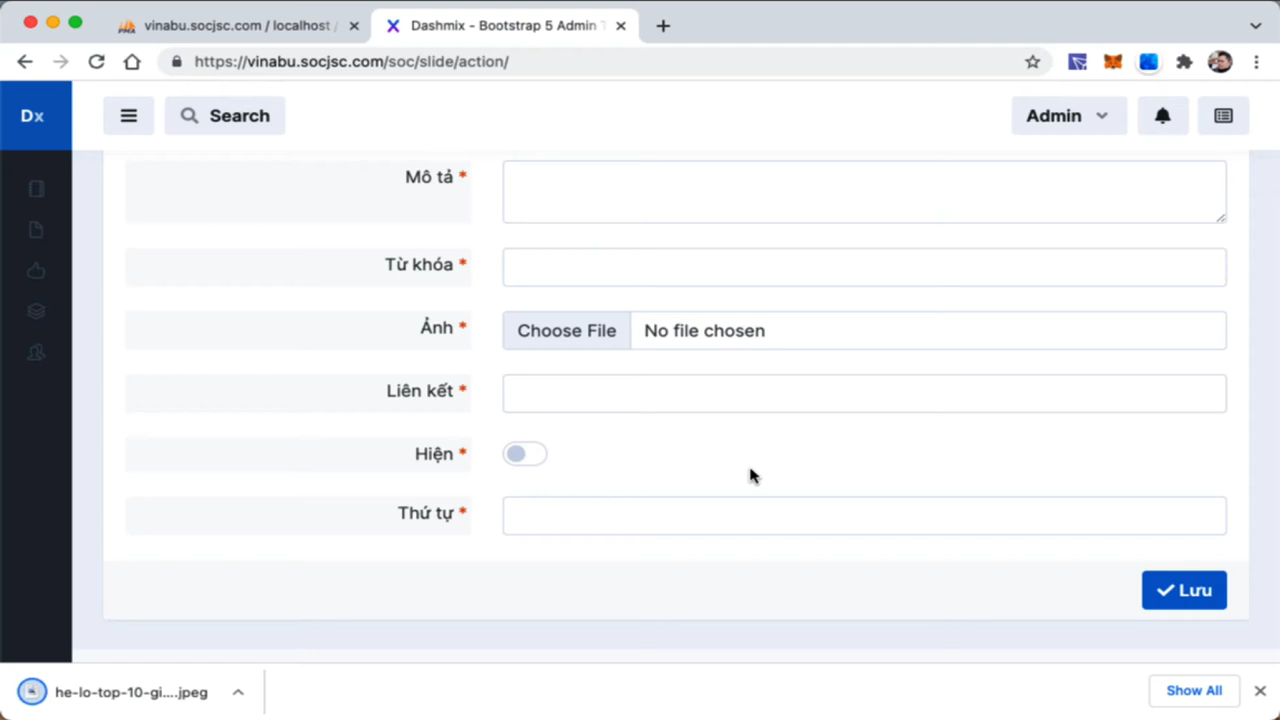 vinabu.socjsc.com / localhost /
Dashmix - Bootstrap 5 Admin T
https://vinabu.socjsc.com/soc/slide/action/
Dx
Search
Admin
Mô tả *
Từ khóa *
Ảnh *
Choose File
No file chosen
Liên kết *
Hiện *
Thứ tự *
Lưu
he-lo-top-10-gi....jpeg
Show All